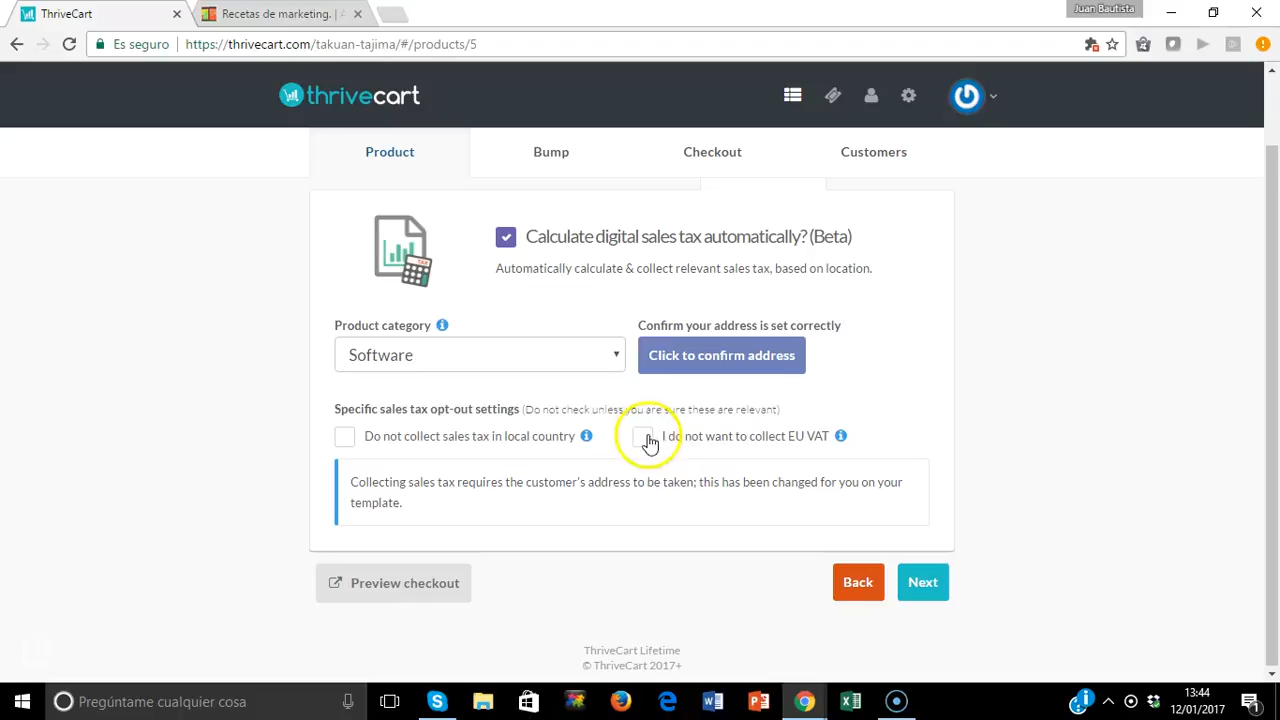 ThriveCart
Recetas de marketing. | A
Juan Bautista
Es seguro
https://thrivecart.com/takuan-tajima/#/products/5
thrivecart
Product
Bump
Checkout
Customers
Calculate digital sales tax automatically? (Beta)
Automatically calculate & collect relevant sales tax, based on location.
TAX
Product category
Confirm your address is set correctly
Software
Click to confirm address
Specific sales tax opt-out settings (Do not check unless you are sure these are relevant)
Do not collect sales tax in local country
I do not want to collect EU VAT
Collecting sales tax requires the customer's address to be taken; this has been changed for you on your
template.
Preview checkout
Back
Next
ThriveCart Lifetime
© ThriveCart 2017+
Pregúntame cualquier cosa
13:44
12/01/2017